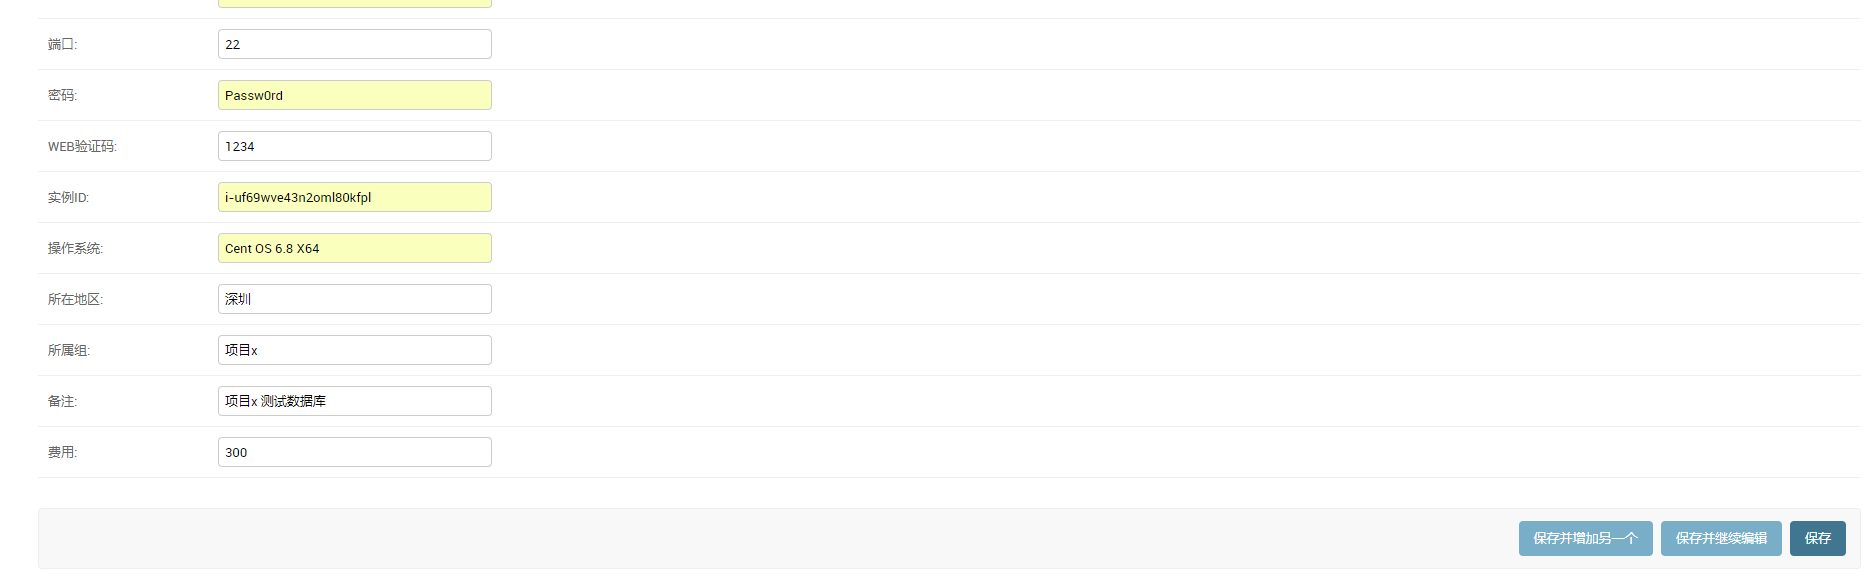 端口: 22
密码: Passw0rd
WEB验证码: 1234
实例ID: i-uf69wve43n2oml80kfpl
操作系统: Cent OS 6.8 X64
所在地区: 深圳
所属组: 项目x
备注: 项目x 测试数据库
费用: 300
保存并增加另一个 保存并继续编辑 保存